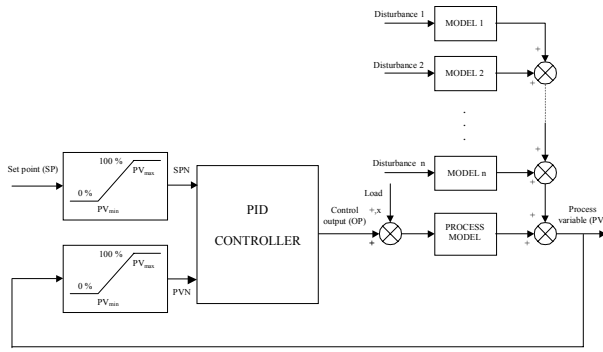 Disturbance 1
MODEL 1
+
Disturbance 2
MODEL 2
+
Disturbance n
MODEL n
+
+
Set point (SP)
100 %
PVmax
0 %
PVmin
SPN
PID
CONTROLLER
Load
+,x
Control
output (OP)
+
PROCESS
MODEL
+
+
Process
variable (PV
100 %
PVmax
0 %
PVmin
PVN
+